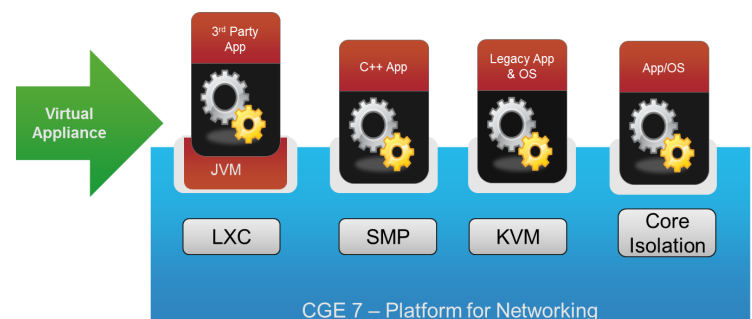 3rd Party
App
C++ App
Legacy App
& OS
App/OS
Virtual
Appliance
JVM
LXC
SMP
KVM
Core
Isolation
CGE 7 – Platform for Networking